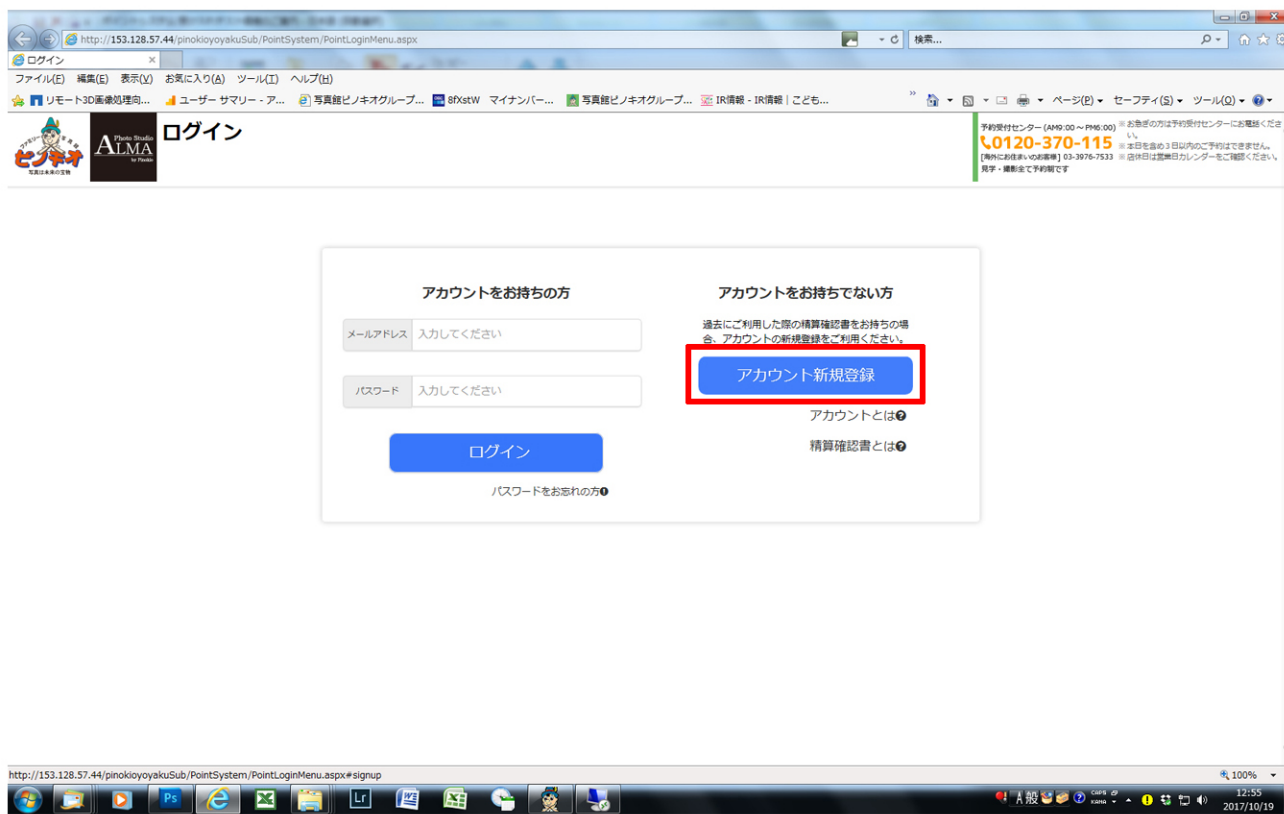 http://153.128.57.44/pinokioyoyakuSub/PointSystem/PointLoginMenu.aspx
検索...
ログイン
ファイル(F) 編集(E) 表示(V) お気に入り(A) ツール(T) ヘルプ(H)
リモート3D画像処理向... ユーザー サマリー - ア... 写真館ピノキオグループ... 8fXstW マイナンバー... 写真館ピノキオグループ... IR情報 - IR情報 | こども...
ページ(P) セーフティ(S) ツール(O)
ピノキオ
写真は未来の宝物
Photo Studio
ALMA
by Pinokio
ログイン
予約受付センター (AM9:00～PM6:00)
0120-370-115
[海外にお住まいのお客様] 03-3976-7533
見学・撮影全て予約制です
※お急ぎの方は予約受付センターにお電話くださ
い。
※本日を含め3日以内のご予約はできません。
※店休日は営業日カレンダーをご確認ください。
アカウントをお持ちの方
メールアドレス 入力してください
パスワード 入力してください
ログイン
パスワードをお忘れの方
アカウントをお持ちでない方
過去にご利用した際の精算確認書をお持ちの場
合、アカウントの新規登録をご利用ください。
アカウント新規登録
アカウントとは
精算確認書とは
http://153.128.57.44/pinokioyoyakuSub/PointSystem/PointLoginMenu.aspx#signup
100%
Ps
Lr
A 般
CAPS
KANA
12:55
2017/10/19